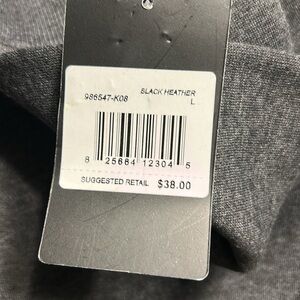 BLACK HEATHER
986547-K08 L
8 25664 12304 5
SUGGESTED RETAIL $38.00